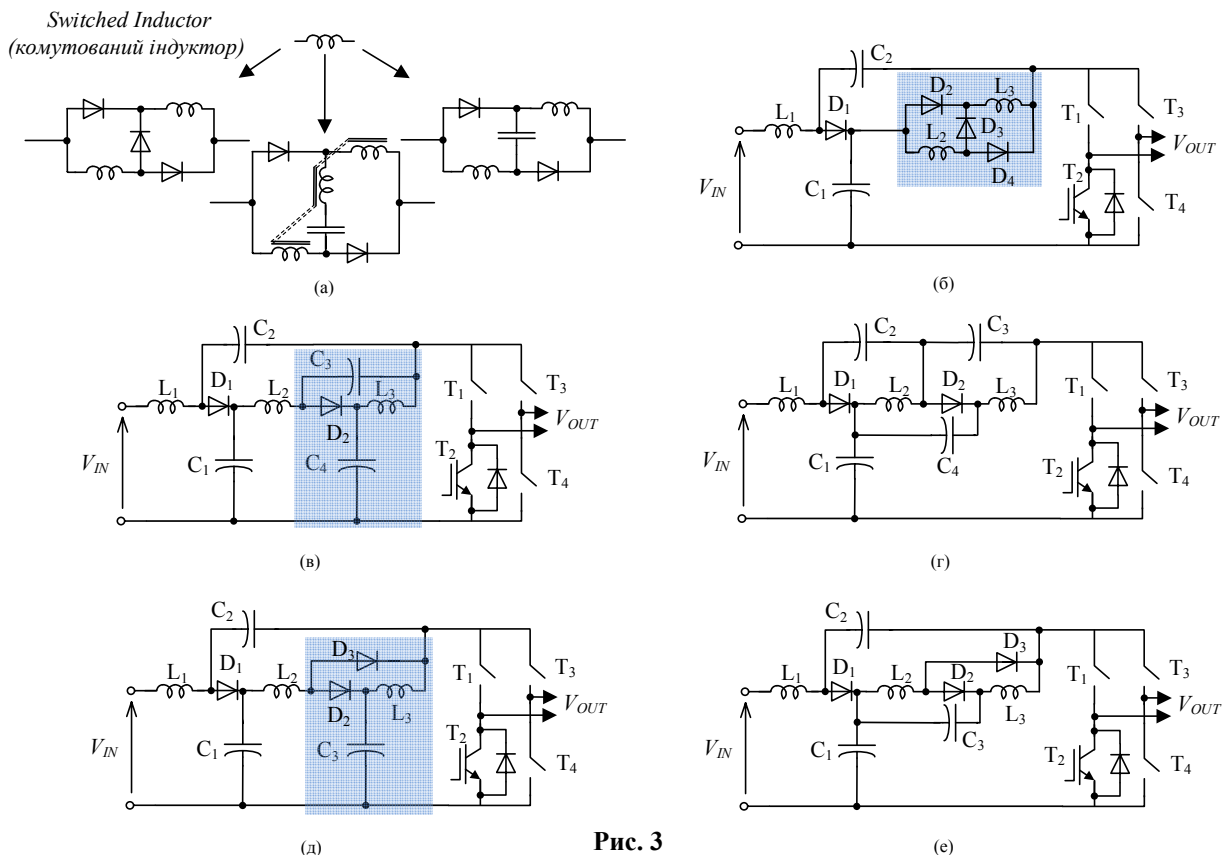 Switched Inductor
(комутований індуктор)
(а)
C2
D2
L3
L1
D1
L2
D3
D4
C1
VIN
T1
T3
VOUT
T2
T4
(б)
C2
C3
L1
D1
L2
L3
D2
C1
C4
VIN
T1
T3
VOUT
T2
T4
(в)
C2
C3
L1
D1
L2
D2
L3
C1
C4
VIN
T1
T3
VOUT
T2
T4
(г)
C2
D3
L1
D1
L2
D2
L3
C1
C3
VIN
T1
T3
VOUT
T2
T4
(д)
C2
D3
L1
D1
L2
D2
L3
C3
C1
VIN
T1
T3
VOUT
T2
T4
(е)
Рис. 3